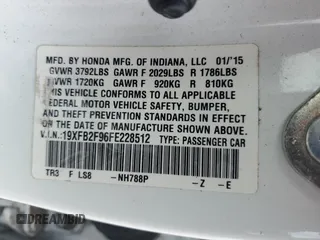 MFD. BY HONDA MFG. OF INDIANA, LLC 01/'15
GVWR 3792LBS GAWR F 2029LBS R 1786LBS
GVWR 1720KG GAWR F 920KG R 810KG
THIS VEHICLE CONFORMS TO ALL APPLICABLE
FEDERAL MOTOR VEHICLE SAFETY, BUMPER,
AND THEFT PREVENTION STANDARDS IN EFFECT
ON THE DATE OF MANUFACTURE SHOWN ABOVE.
V.I.N.:19XFB2F96FE228512 TYPE: PASSENGER CAR
TR3 F LS8 -NH788P -Z -E
DREAMBID